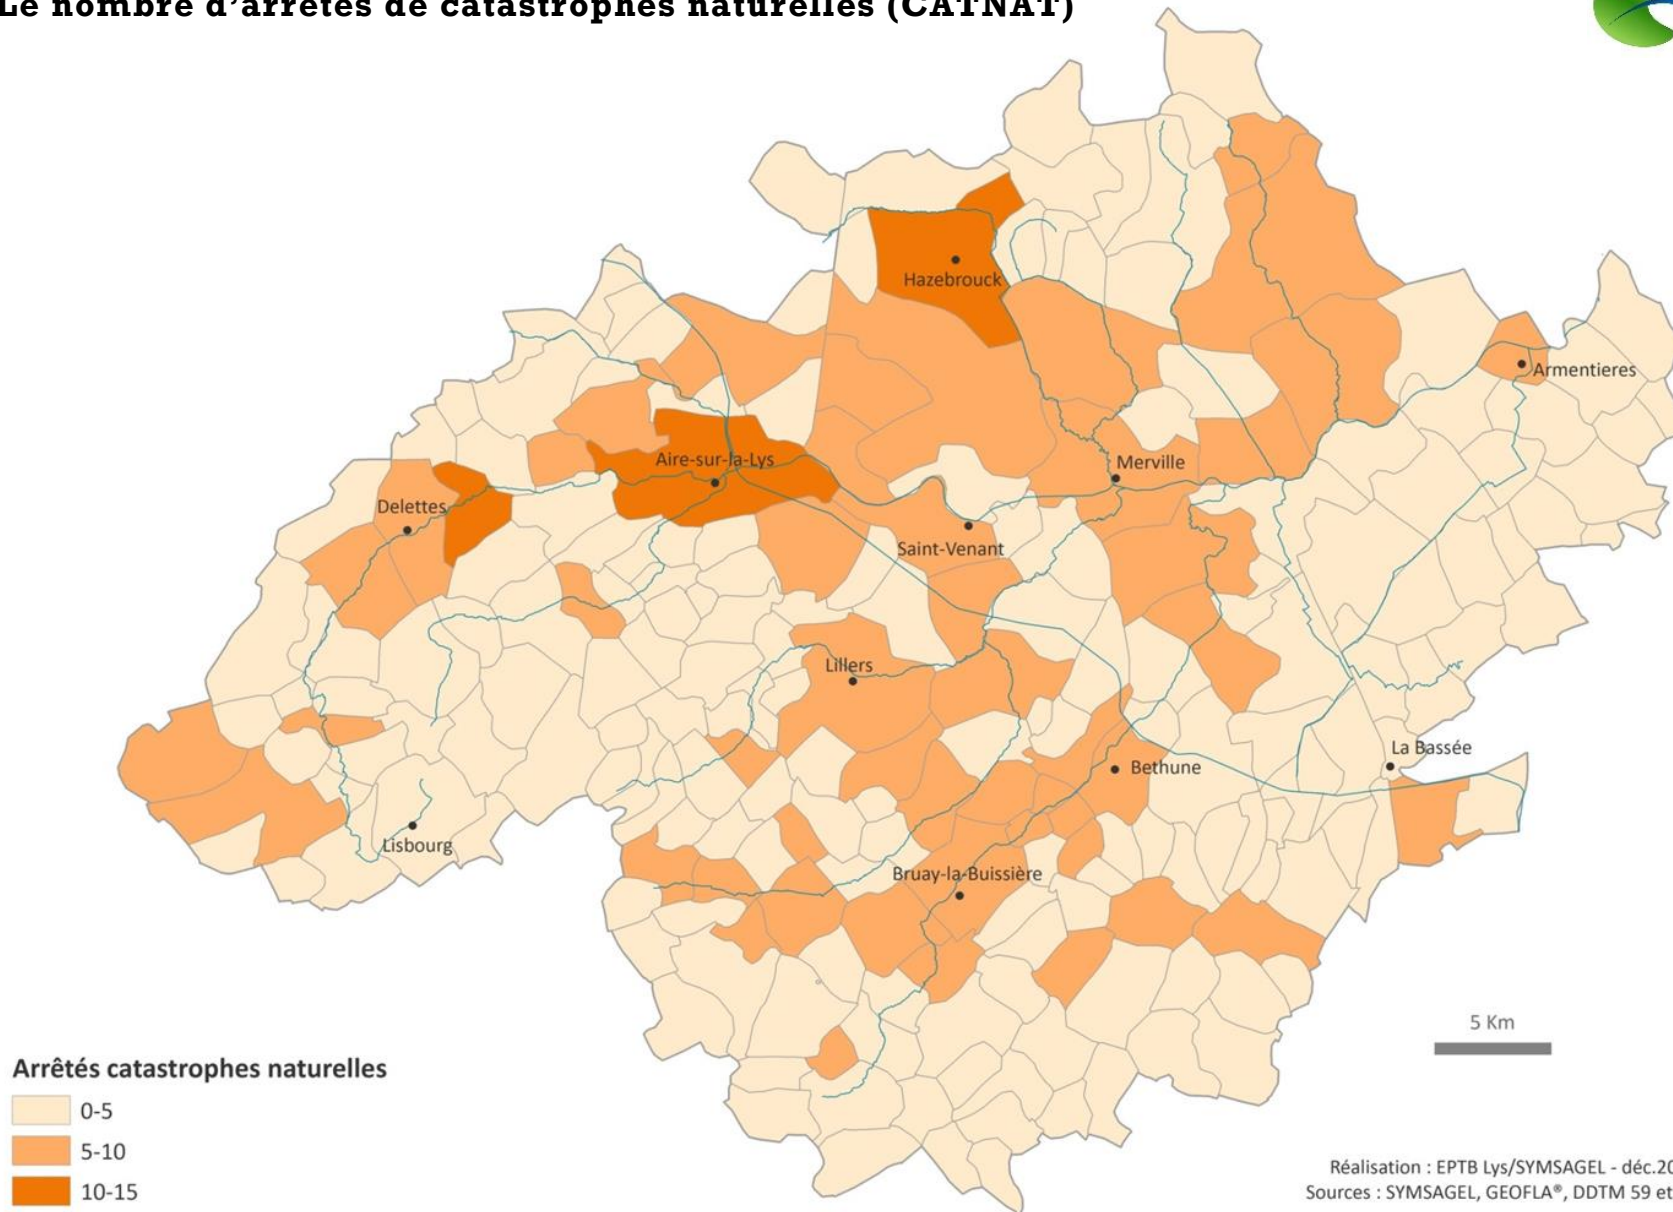 Le nombre d'arrêtés de catastrophes naturelles (CATNAT)
Hazebrouck
Armentieres
Aire-sur-la-Lys
Merville
Delettes
Saint-Venant
Lillers
La Bassée
Bethune
Lisbourg
Bruay-la-Buissière
5 Km
Arrêtés catastrophes naturelles
0-5
5-10
10-15
Réalisation : EPTB Lys/SYMSAGEL - déc.20
Sources : SYMSAGEL, GEOFLA®, DDTM 59 et